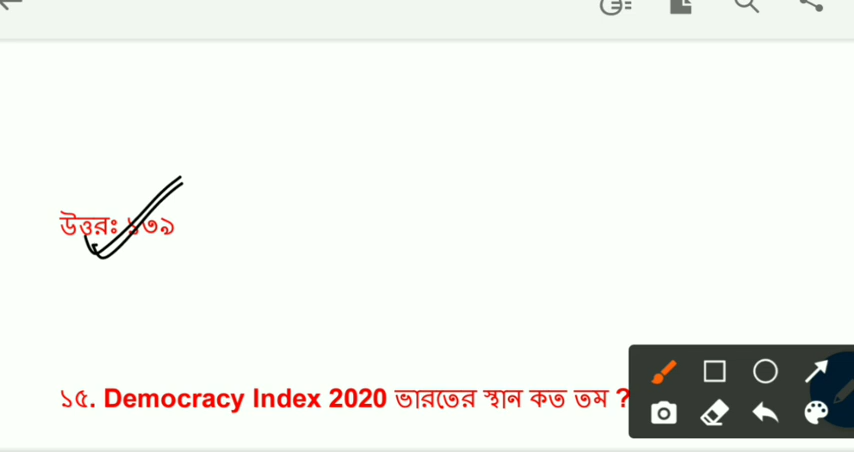 উত্তরঃ ১৩৯
১৫. Democracy Index 2020 ভারতের স্থান কত তম ?